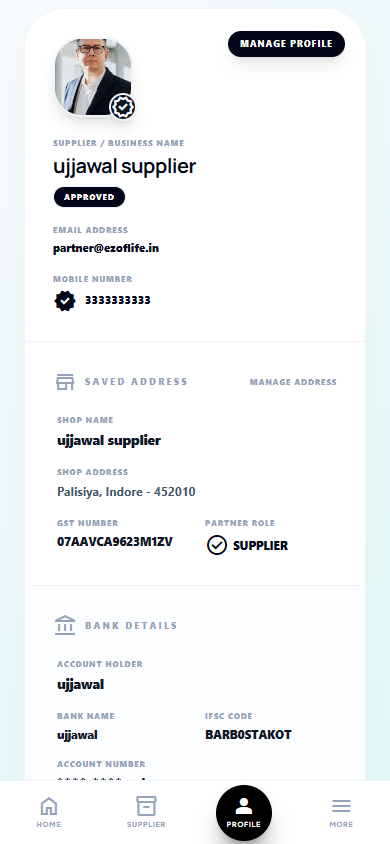 MANAGE PROFILE
SUPPLIER / BUSINESS NAME
ujjawal supplier
APPROVED
EMAIL ADDRESS
partner@ezoflife.in
MOBILE NUMBER
3333333333
SAVED ADDRESS
MANAGE ADDRESS
SHOP NAME
ujjawal supplier
SHOP ADDRESS
Palisiya, Indore - 452010
GST NUMBER
PARTNER ROLE
07AAVCA9623M1ZV
SUPPLIER
BANK DETAILS
ACCOUNT HOLDER
ujjawal
BANK NAME
IFSC CODE
ujjawal
BARB0STAKOT
ACCOUNT NUMBER
HOME
SUPPLIER
PROFILE
MORE